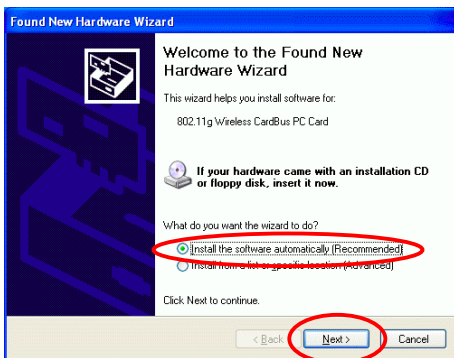 Found New Hardware Wizard
Welcome to the Found New
Hardware Wizard
This wizard helps you install software for:
802.11g Wireless CardBus PC Card
If your hardware came with an installation CD
or floppy disk, insert it now.
What do you want the wizard to do?
Install the software automatically (Recommended)
Install from a list or specific location (Advanced)
Click Next to continue.
< Back
Next >
Cancel